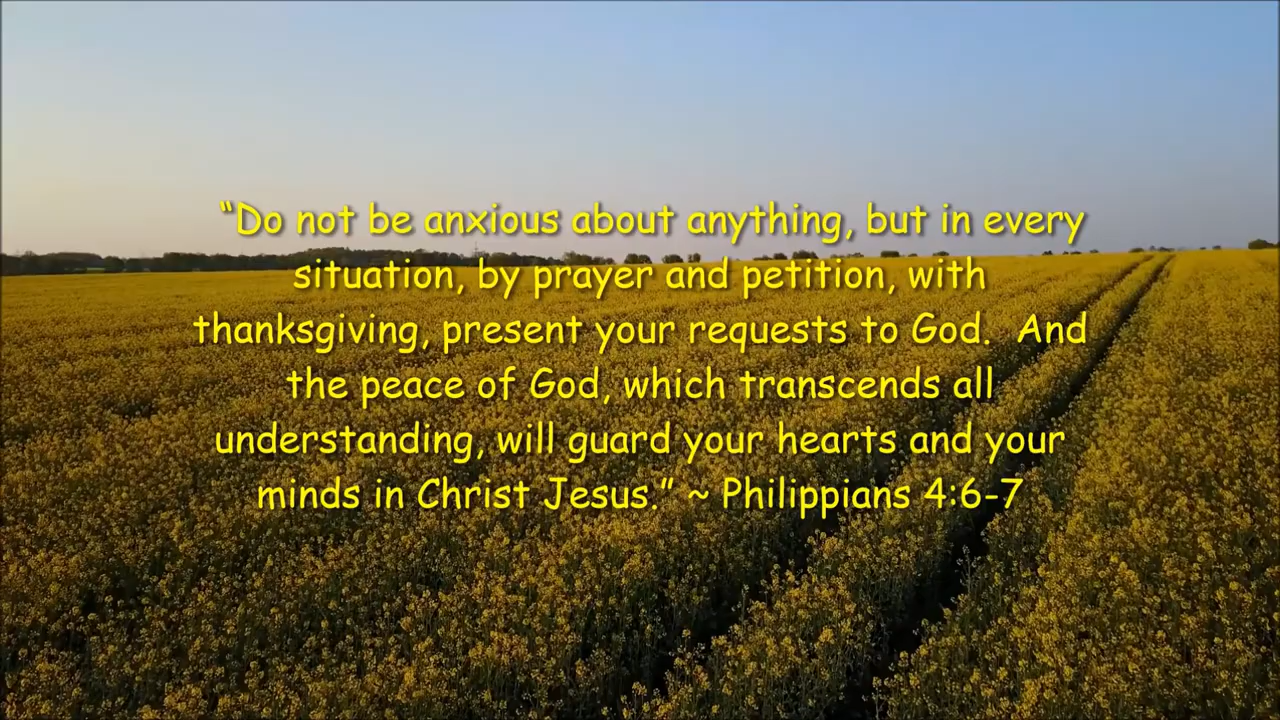 “Do not be anxious about anything, but in every
situation, by prayer and petition, with
thanksgiving, present your requests to God.  And
the peace of God, which transcends all
understanding, will guard your hearts and your
minds in Christ Jesus.” ~ Philippians 4:6-7